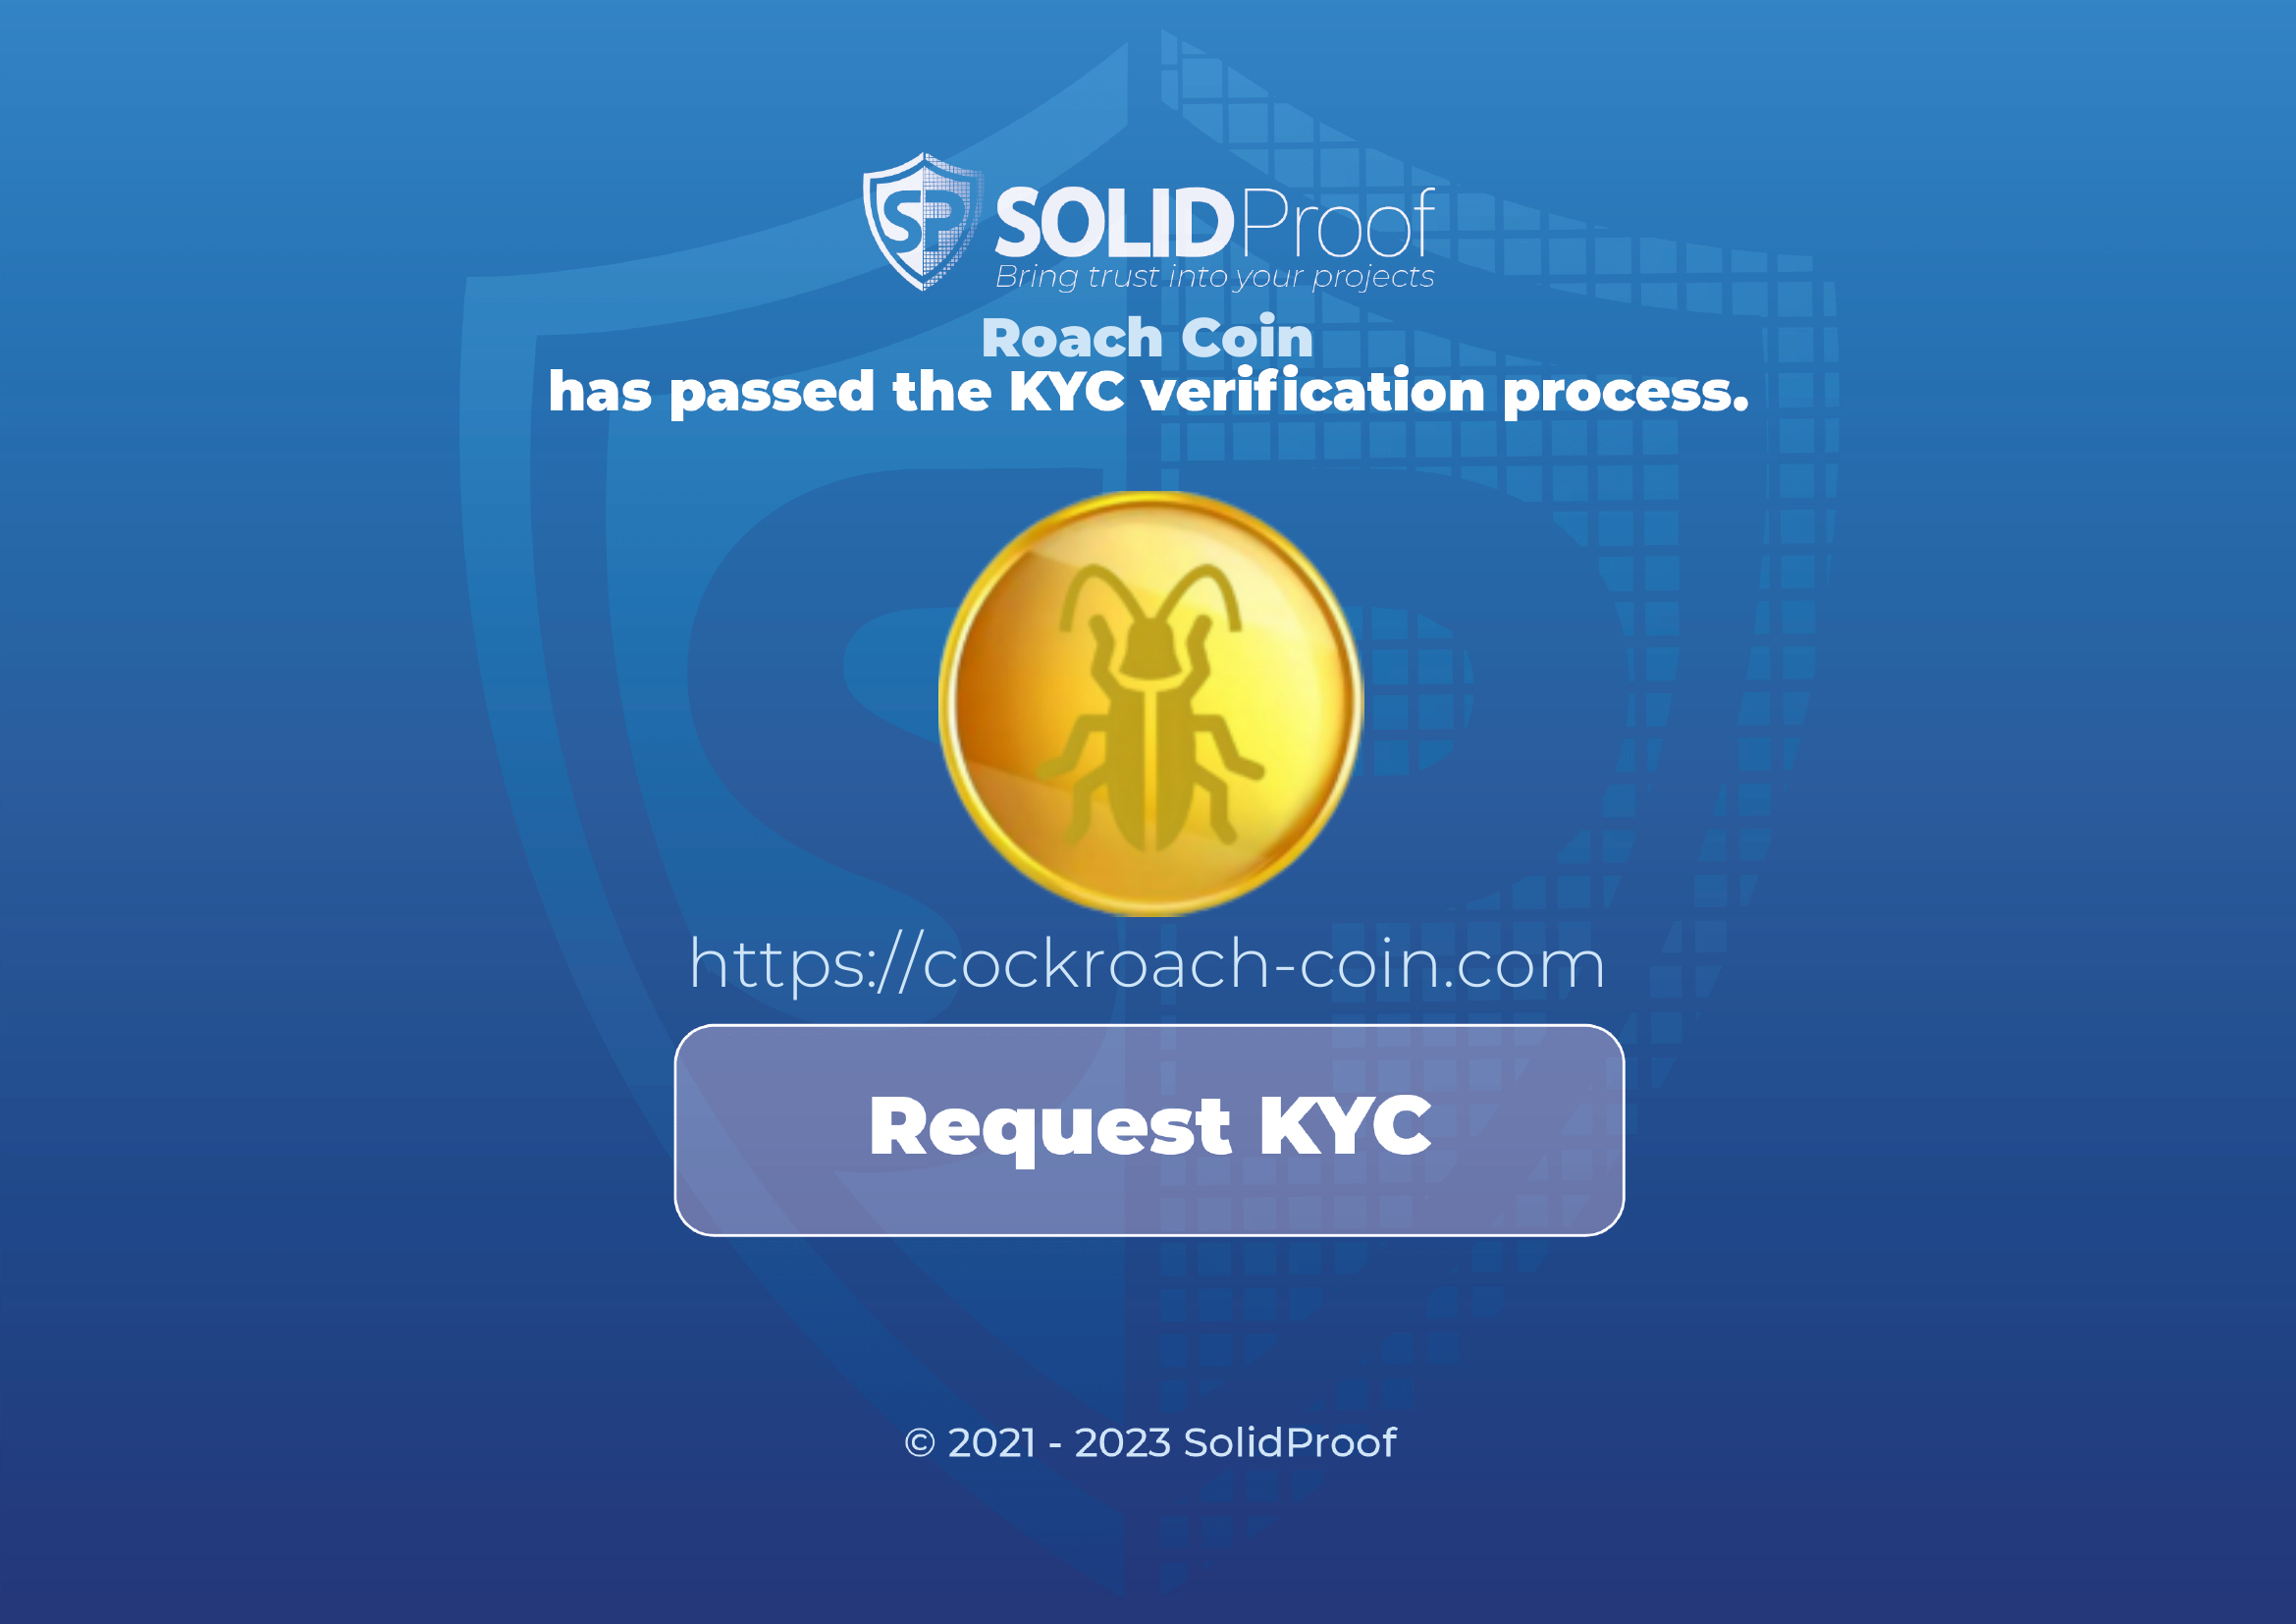 SP SOLIDProof
Bring trust into your projects
Roach Coin
has passed the KYC verification process.
https://cockroach-coin.com
Request KYC
© 2021 - 2023 SolidProof